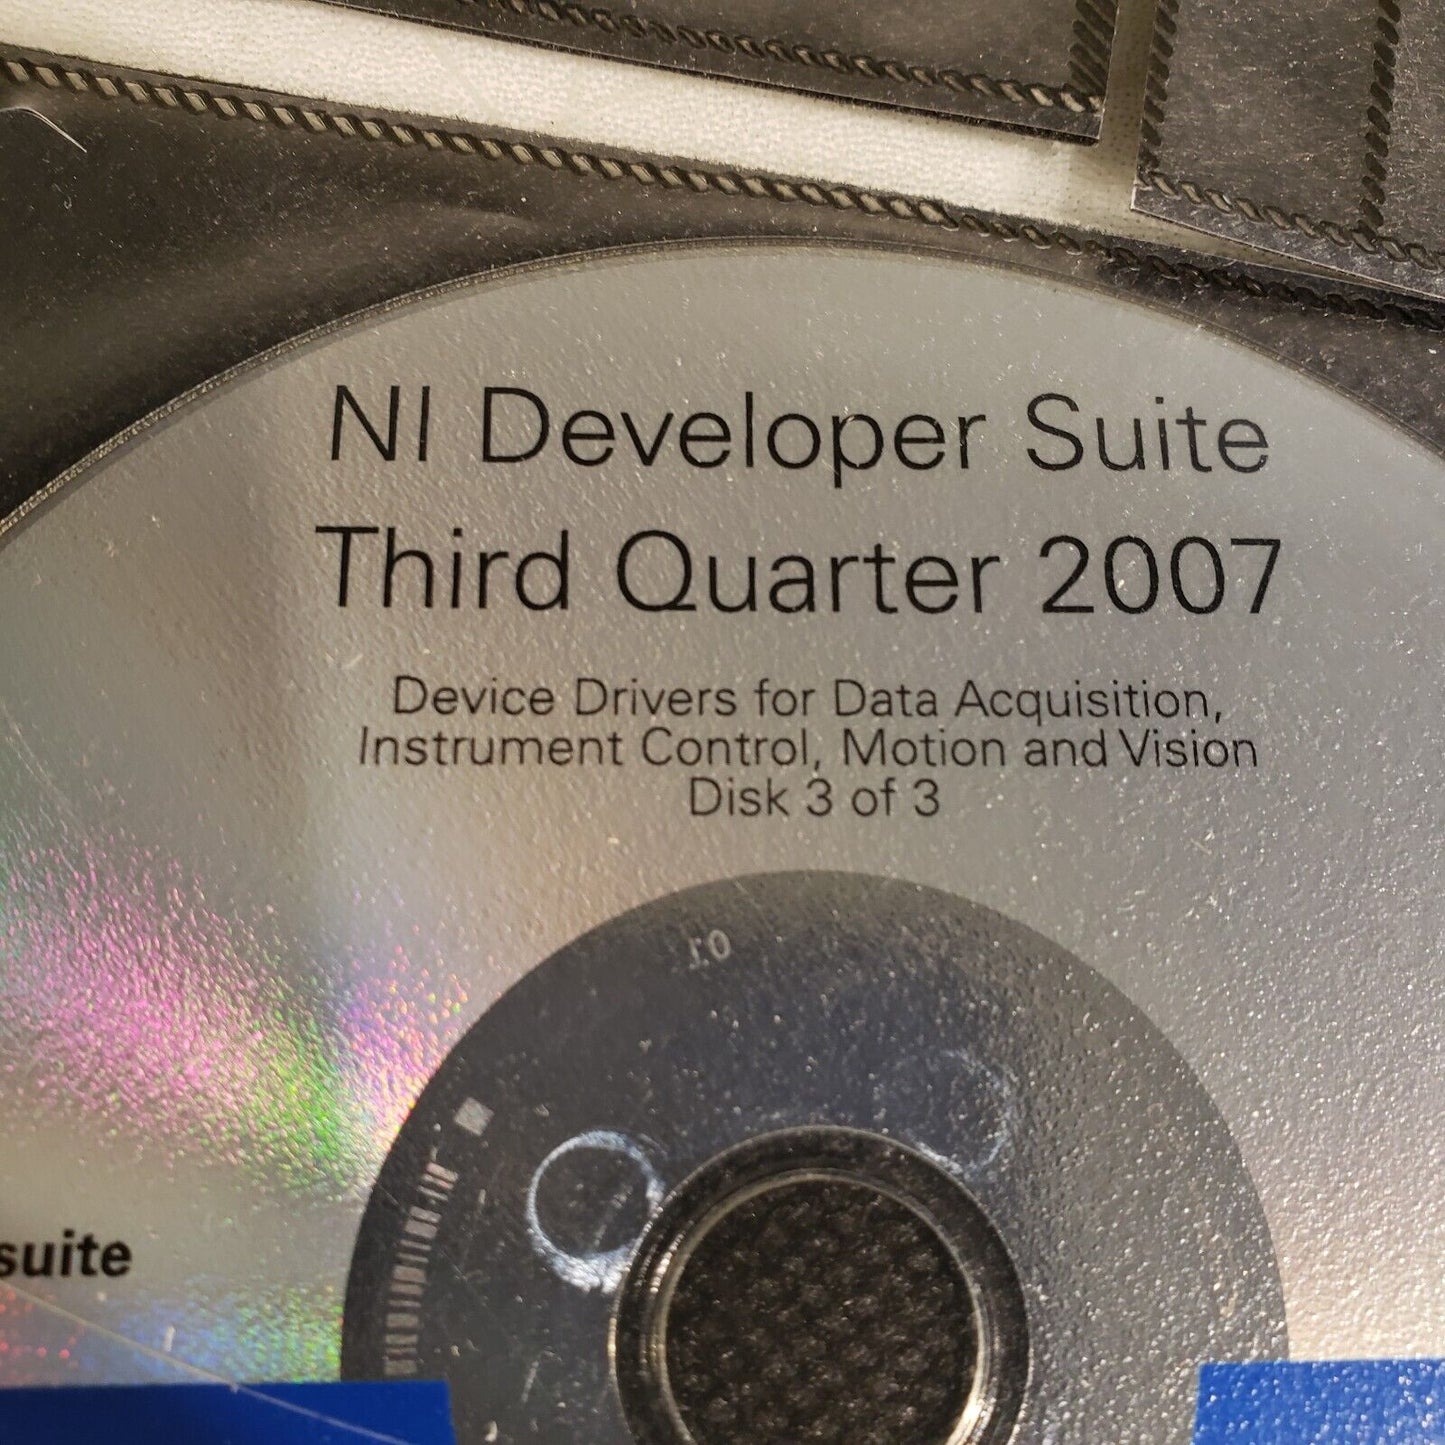 NI Developer Suite
Third Quarter 2007
Device Drivers for Data Acquisition,
Instrument Control, Motion and Vision
Disk 3 of 3
suite